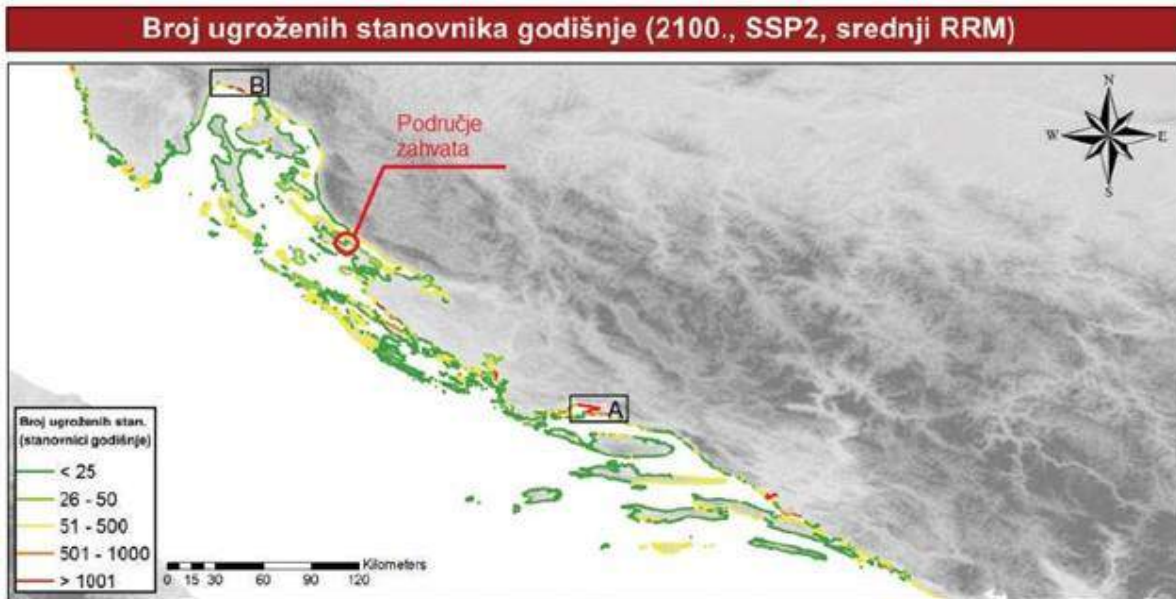 Broj ugroženih stanovnika godišnje (2100., SSP2, srednji RRM)
B
Područje
zahvata
N
W
E
S
A
Broj ugroženih stan.
(stanovnici godišnje)
< 25
26 - 50
51 - 500
501 - 1000
> 1001
Kilometers
0 15 30 60 90 120